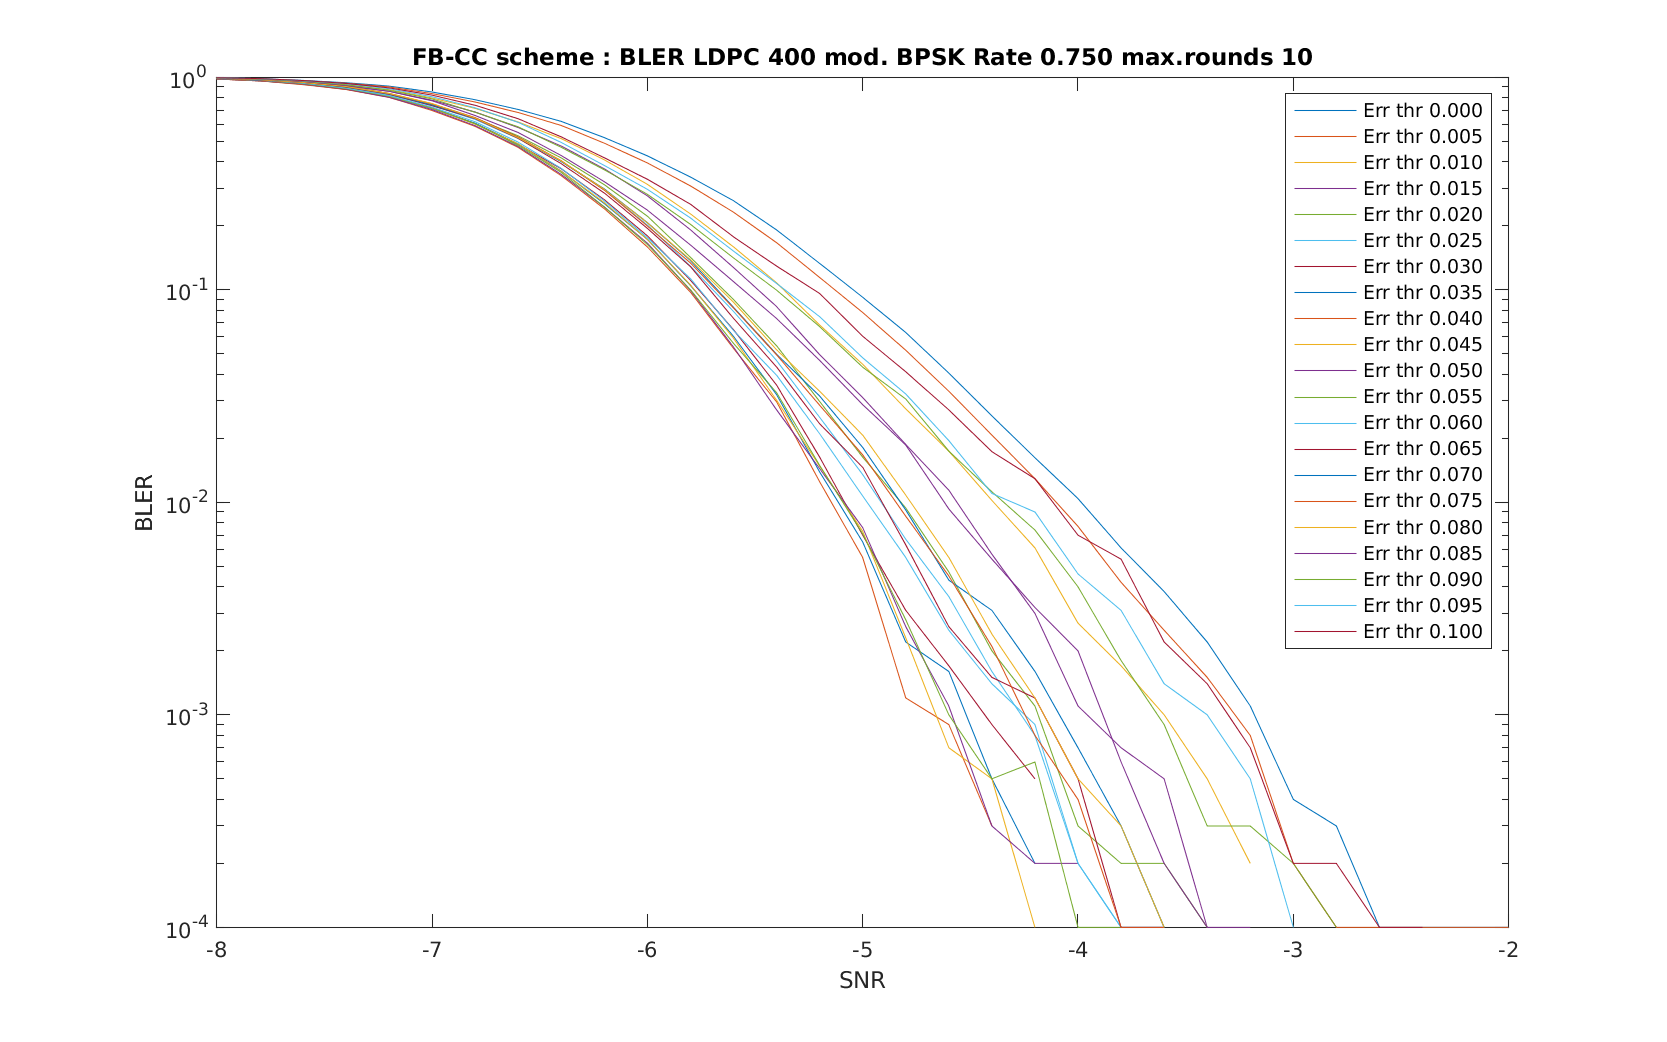 FB-CC scheme : BLER LDPC 400 mod. BPSK Rate 0.750 max.rounds 10
10^0
10^-1
10^-2
10^-3
10^-4
BLER
-8 -7 -6 -5 -4 -3 -2
SNR
Err thr 0.000
Err thr 0.005
Err thr 0.010
Err thr 0.015
Err thr 0.020
Err thr 0.025
Err thr 0.030
Err thr 0.035
Err thr 0.040
Err thr 0.045
Err thr 0.050
Err thr 0.055
Err thr 0.060
Err thr 0.065
Err thr 0.070
Err thr 0.075
Err thr 0.080
Err thr 0.085
Err thr 0.090
Err thr 0.095
Err thr 0.100